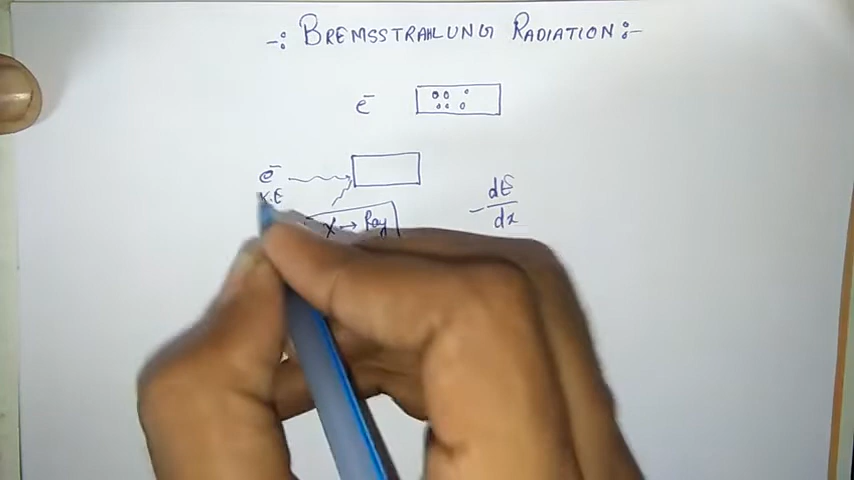 -: BREMSSTRAHLUNG RADIATION :-
e⁻
e⁻
K.E
X → Ray
- dE/dx